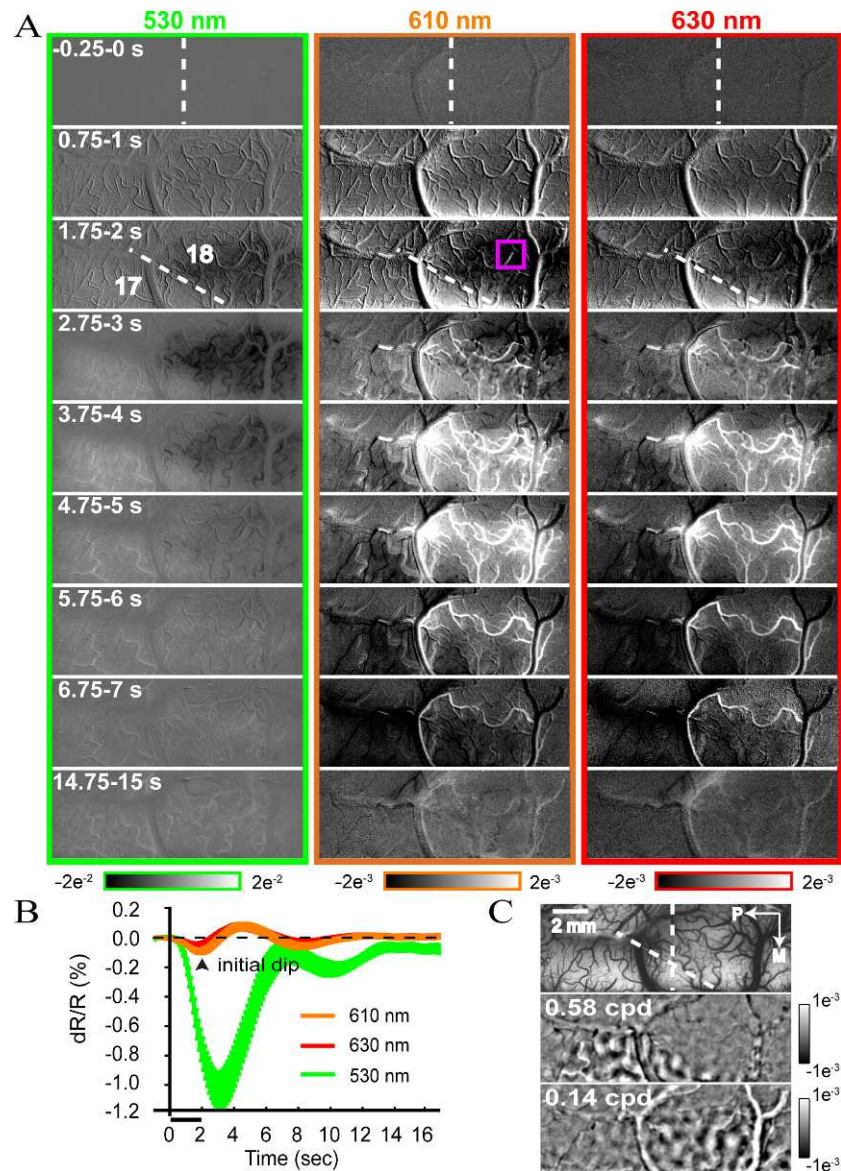 A
530 nm 610 nm 630 nm
-0.25-0 s
0.75-1 s
1.75-2 s
18
17
2.75-3 s
3.75-4 s
4.75-5 s
5.75-6 s
6.75-7 s
14.75-15 s
-2e-2 2e-2 -2e-3 2e-3 -2e-3 2e-3
B
0.2
0.0
-0.2
-0.4
-0.6
-0.8
-1.0
-1.2
dR/R (%)
initial dip
610 nm
630 nm
530 nm
0 2 4 6 8 10 12 14 16
Time (sec)
C
2 mm
P
M
0.58 cpd
1e-3
-1e-3
0.14 cpd
1e-3
-1e-3